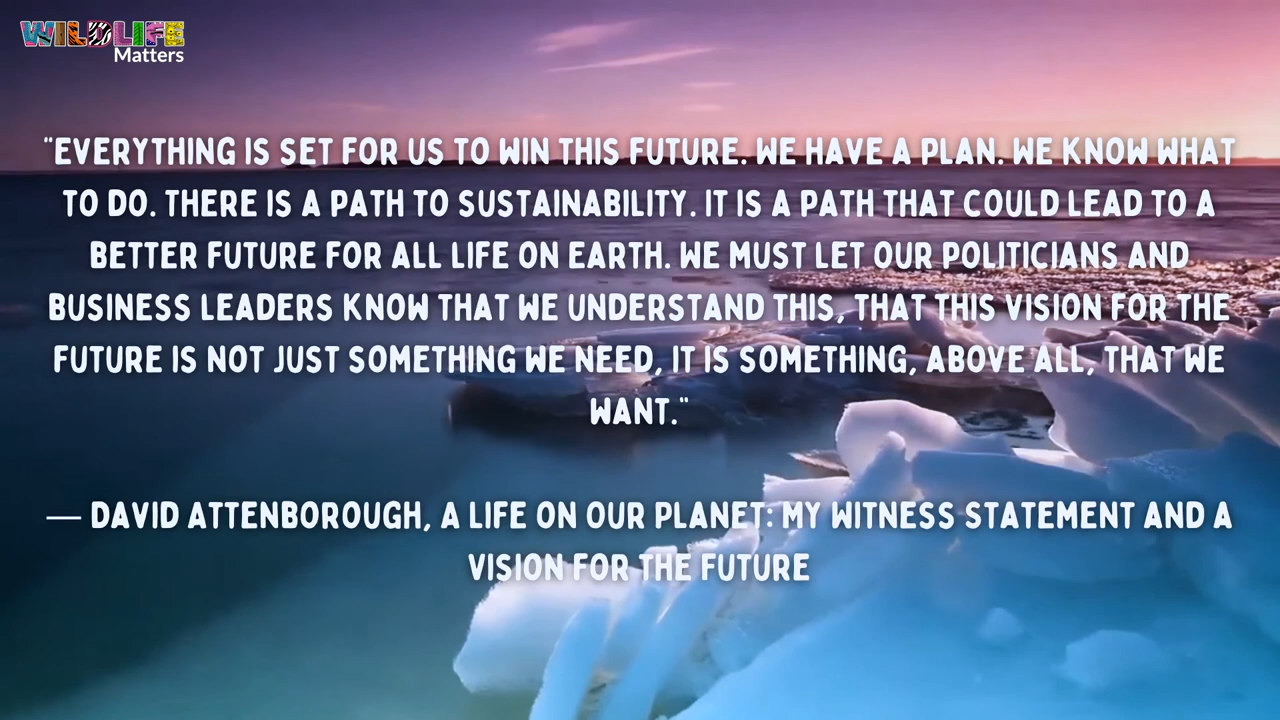 WILDLIFE
Matters
"EVERYTHING IS SET FOR US TO WIN THIS FUTURE. WE HAVE A PLAN. WE KNOW WHAT
TO DO. THERE IS A PATH TO SUSTAINABILITY. IT IS A PATH THAT COULD LEAD TO A
BETTER FUTURE FOR ALL LIFE ON EARTH. WE MUST LET OUR POLITICIANS AND
BUSINESS LEADERS KNOW THAT WE UNDERSTAND THIS, THAT THIS VISION FOR THE
FUTURE IS NOT JUST SOMETHING WE NEED, IT IS SOMETHING, ABOVE ALL, THAT WE
WANT."
— DAVID ATTENBOROUGH, A LIFE ON OUR PLANET: MY WITNESS STATEMENT AND A
VISION FOR THE FUTURE